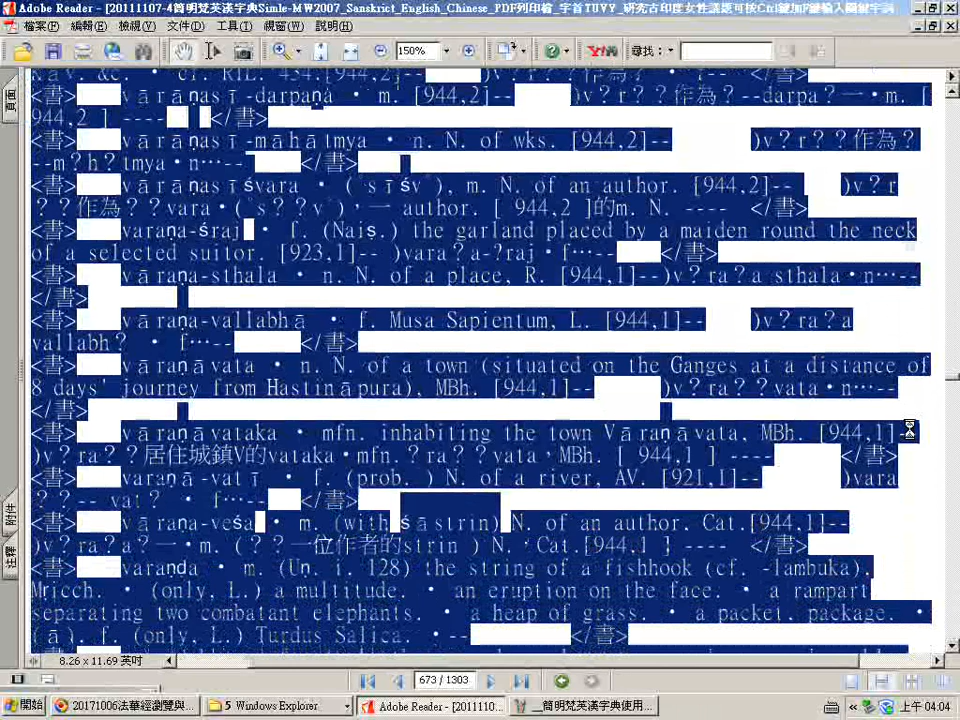 Adobe Reader - [20111107-4簡明梵英漢字典Simle-MW2007_Sanskrict_English_Chinese_PDF列印檔_字首TUVY_研究古印度女性議題可按Ctrl鍵加F鍵輸入關鍵字詞
檔案(F) 編輯(E) 檢視(V) 文件(D) 工具(T) 視窗(W) 說明(H)
150% Y! 尋找：
頁面
附件
註釋
&c. • cf. RTL. 434.[944,2]-- )v？r？？作為？
<書> vārāṇasī-darpaṇa • m. [944,2]-- )v？r？？作為？--darpa？一•m. [
944,2 ] ---- </書>
<書> vārāṇasī-māhātmya • n. N. of wks. [944,2]-- )v？r？？作為？
--m？h？tmya•n…-- </書>
<書> vārāṇasīśvara • (°sīśv°), m. N. of an author. [944,2]-- )v？r
？？作為？？vara•(°s？？v°)，一 author. [ 944,2 ]的m. N. ---- </書>
<書> varaṇa-śraj • f. (Naiṣ.) the garland placed by a maiden round the neck
of a selected suitor. [923,1]-- )vara？a-？raj•f…-- </書>
<書> vāraṇa-sthala • n. N. of a place, R. [944,1]-- )v？ra？a sthala•n…--
</書>
<書> vāraṇa-vallabhā • f. Musa Sapientum, L. [944,1]-- )v？ra？a
vallabh？ • f…-- </書>
<書> vāraṇāvata • n. N. of a town (situated on the Ganges at a distance of
8 days' journey from Hastināpura), MBh. [944,1]-- )v？ra？？vata•n…--
</書>
<書> vāraṇāvataka • mfn. inhabiting the town Vāraṇāvata, MBh. [944,1]--
)v？ra？？居住城鎮V的vataka•mfn.？ra？？vata，MBh. [ 944,1 ] ---- </書>
<書> varaṇā-vatī • f. (prob.) N. of a river, AV. [921,1]-- )vara
？？-- vat？ • f…-- </書>
<書> vāraṇa-veśa • m. (with śāstrin) N. of an author. Cat.[944,1]--
)v？ra？a？一•m. (？？一位作者的strin ) N.，Cat.[944,1 ] ---- </書>
<書> varaṇḍa • m. (Uṇ. i. 128) the string of a fishhook (cf. -lambuka).
Mṛicch. • (only, L.) a multitude. • an eruption on the face. • a rampart
separating two combatant elephants. • a heap of grass. • a packet, package. •
(ā). f. (only, L.) Turdus Salica. •-- </書>
8.26 x 11.69 英吋
673 / 1303
開始 20171006法華經瀏覽與... 5 Windows Explorer Adobe Reader - [2011110... __簡明梵英漢字典使用... 上午 04:04